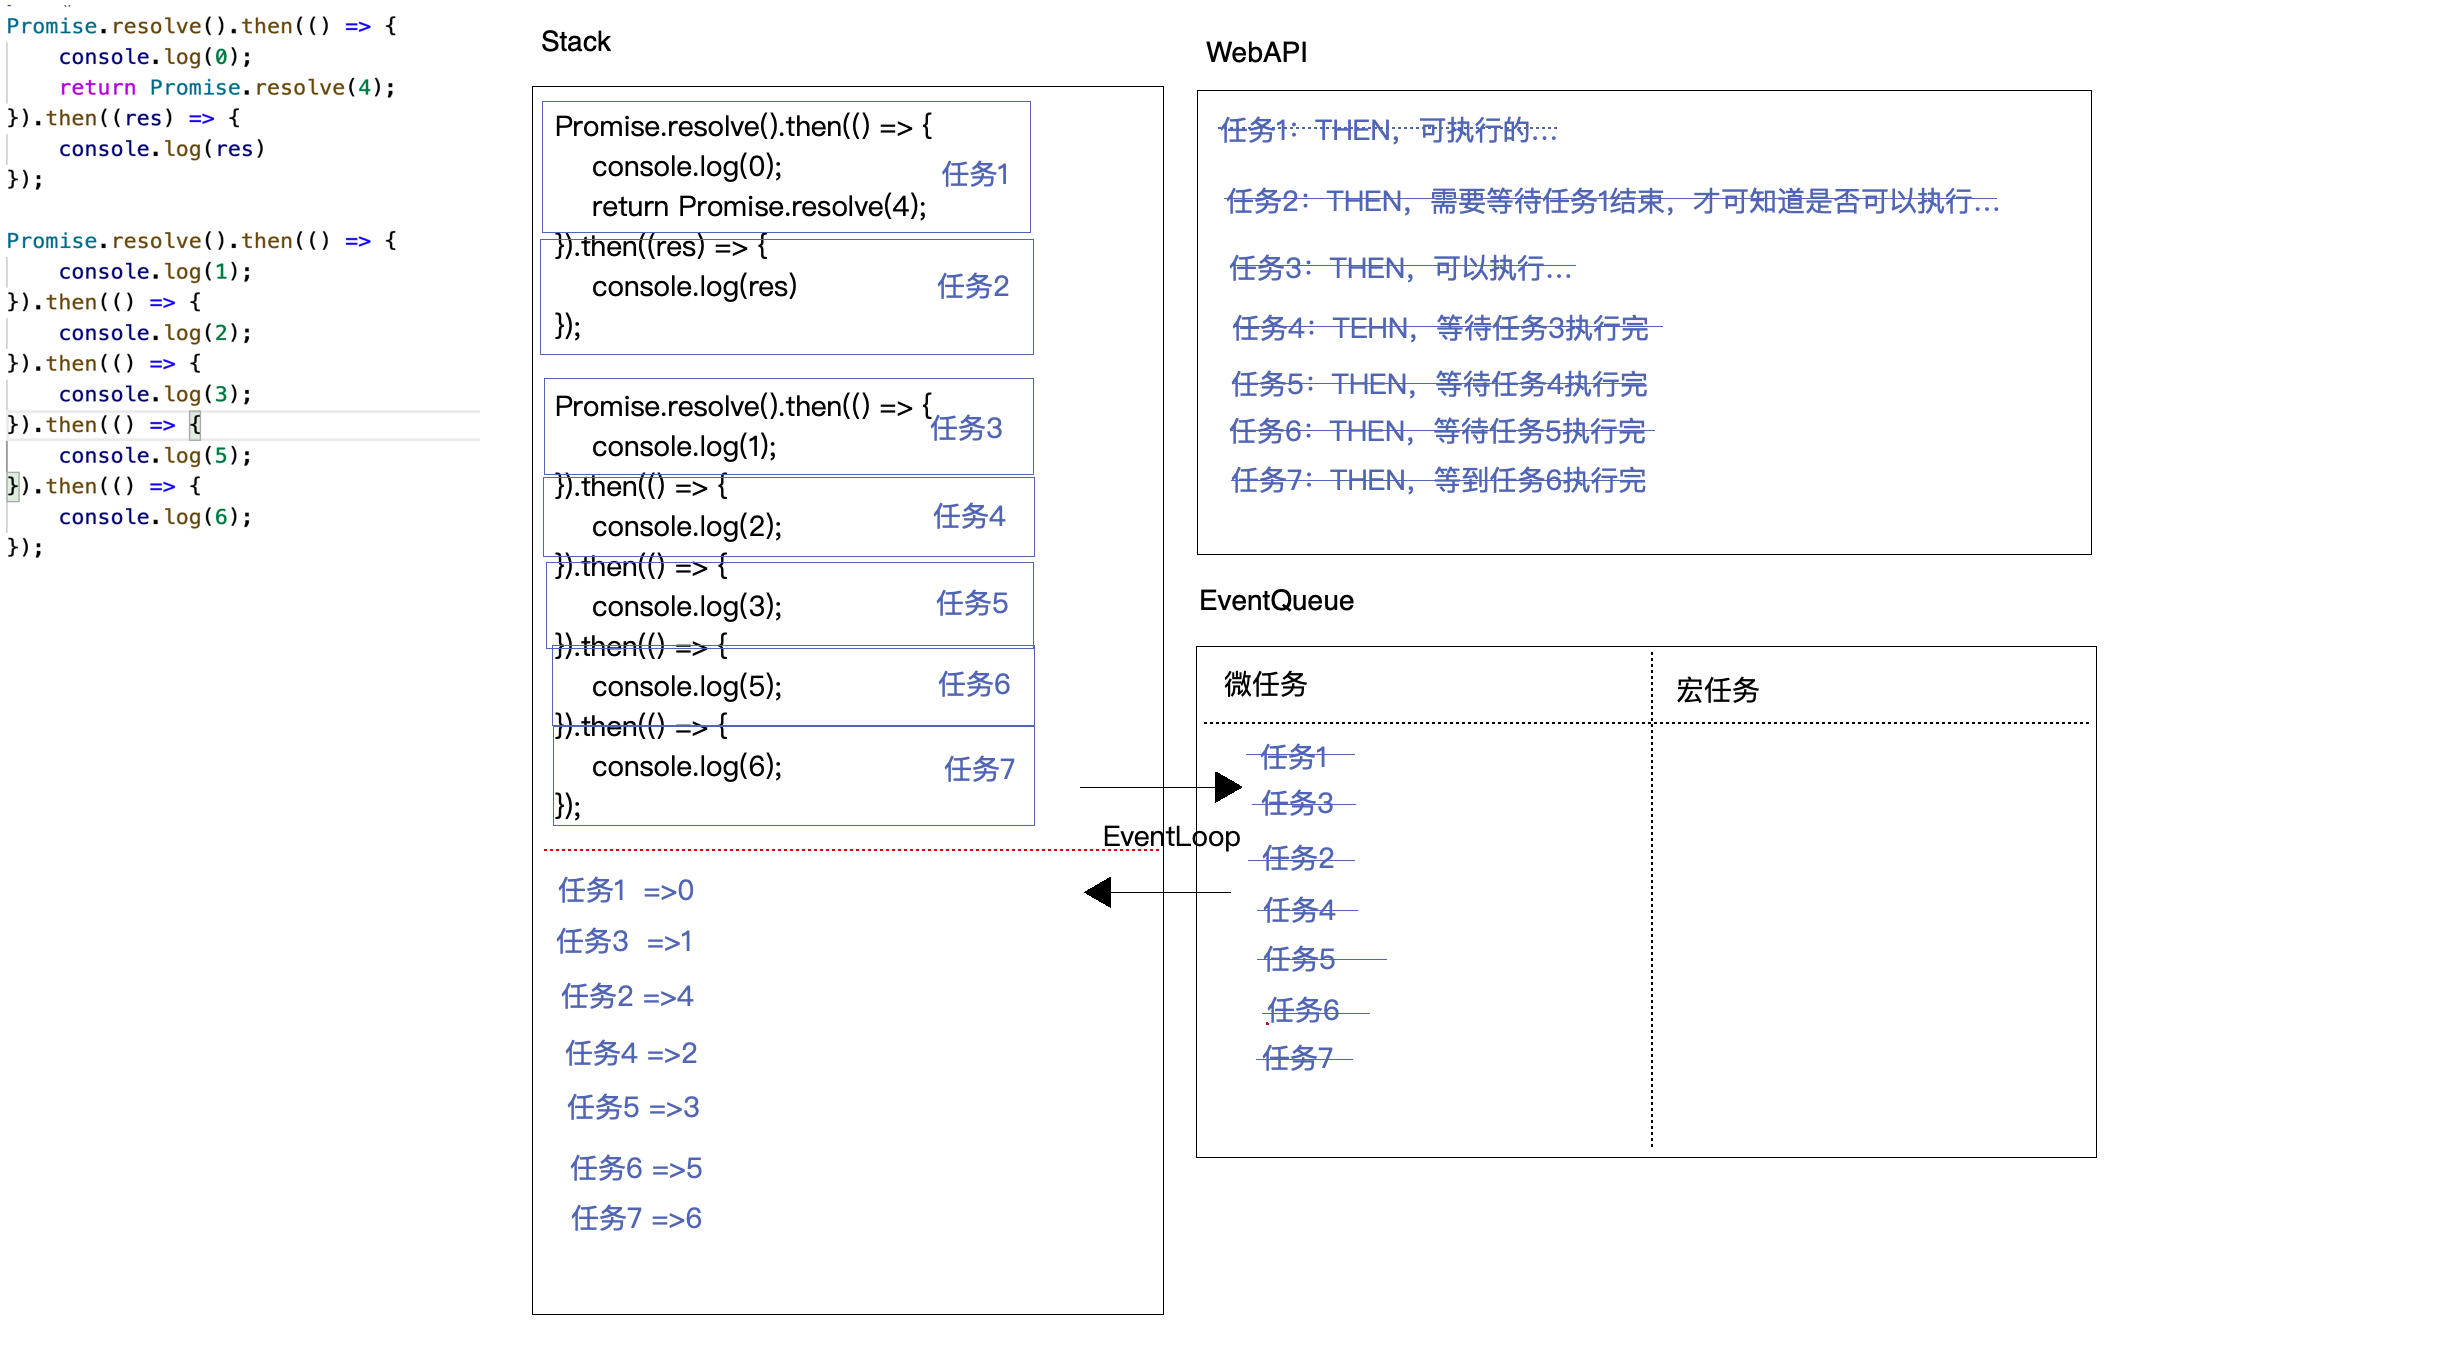 Promise.resolve().then(() => {
    console.log(0);
    return Promise.resolve(4);
}).then((res) => {
    console.log(res)
});
Promise.resolve().then(() => {
    console.log(1);
}).then(() => {
    console.log(2);
}).then(() => {
    console.log(3);
}).then(() => {
    console.log(5);
}).then(() => {
    console.log(6);
});
Stack
Promise.resolve().then(() => {
console.log(0);
任务1
return Promise.resolve(4);
}).then((res) => {
console.log(res)
任务2
});
Promise.resolve().then(() => {
任务3
console.log(1);
}).then(() => {
console.log(2);
任务4
}).then(() => {
console.log(3);
任务5
}).then(() => {
console.log(5);
任务6
}).then(() => {
console.log(6);
任务7
});
任务1 =>0
任务3 =>1
任务2 =>4
任务4 =>2
任务5 =>3
任务6 =>5
任务7 =>6
EventLoop
WebAPI
任务1：THEN，可执行的...
任务2：THEN，需要等待任务1结束，才可知道是否可以执行...
任务3：THEN，可以执行...
任务4：TEHN，等待任务3执行完
任务5：THEN，等待任务4执行完
任务6：THEN，等待任务5执行完
任务7：THEN，等到任务6执行完
EventQueue
微任务
宏任务
任务1
任务3
任务2
任务4
任务5
任务6
任务7